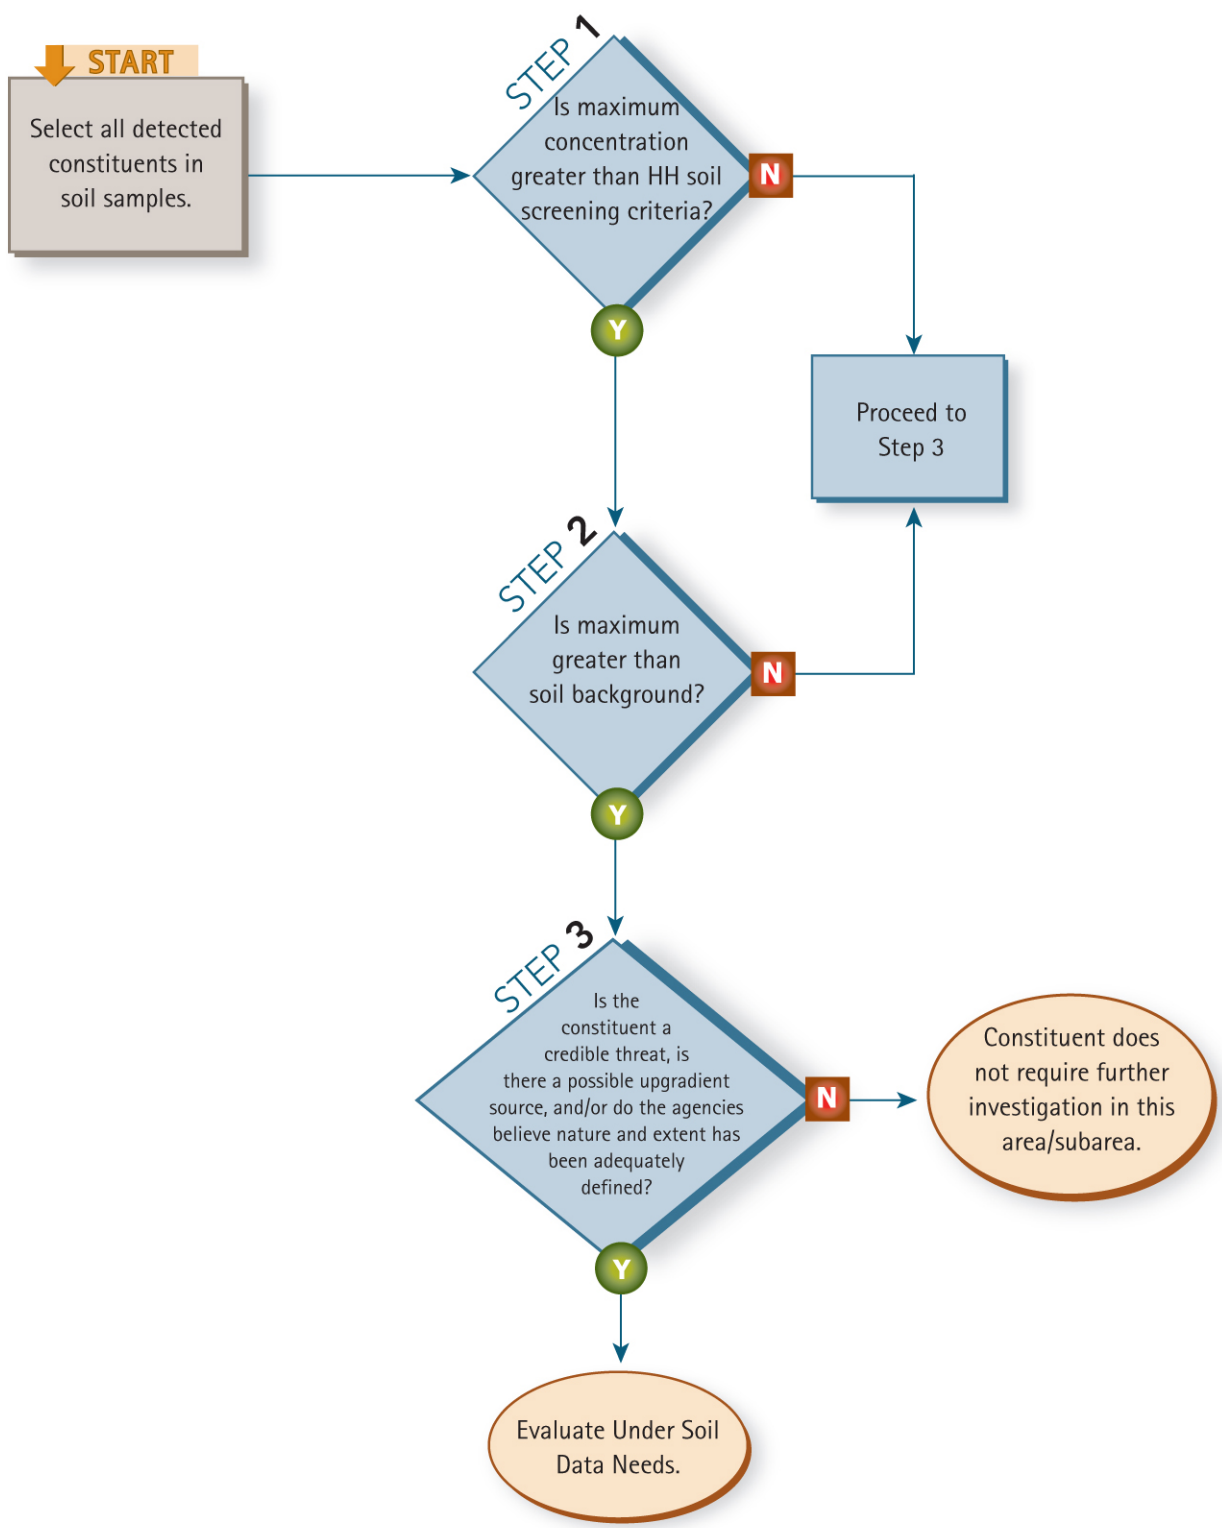 START
Select all detected
constituents in
soil samples.
STEP 1
Is maximum
concentration
greater than HH soil
screening criteria?
N
Y
Proceed to
Step 3
STEP 2
Is maximum
greater than
soil background?
N
Y
STEP 3
Is the
constituent a
credible threat, is
there a possible upgradient
source, and/or do the agencies
believe nature and extent has
been adequately
defined?
N
Constituent does
not require further
investigation in this
area/subarea.
Y
Evaluate Under Soil
Data Needs.